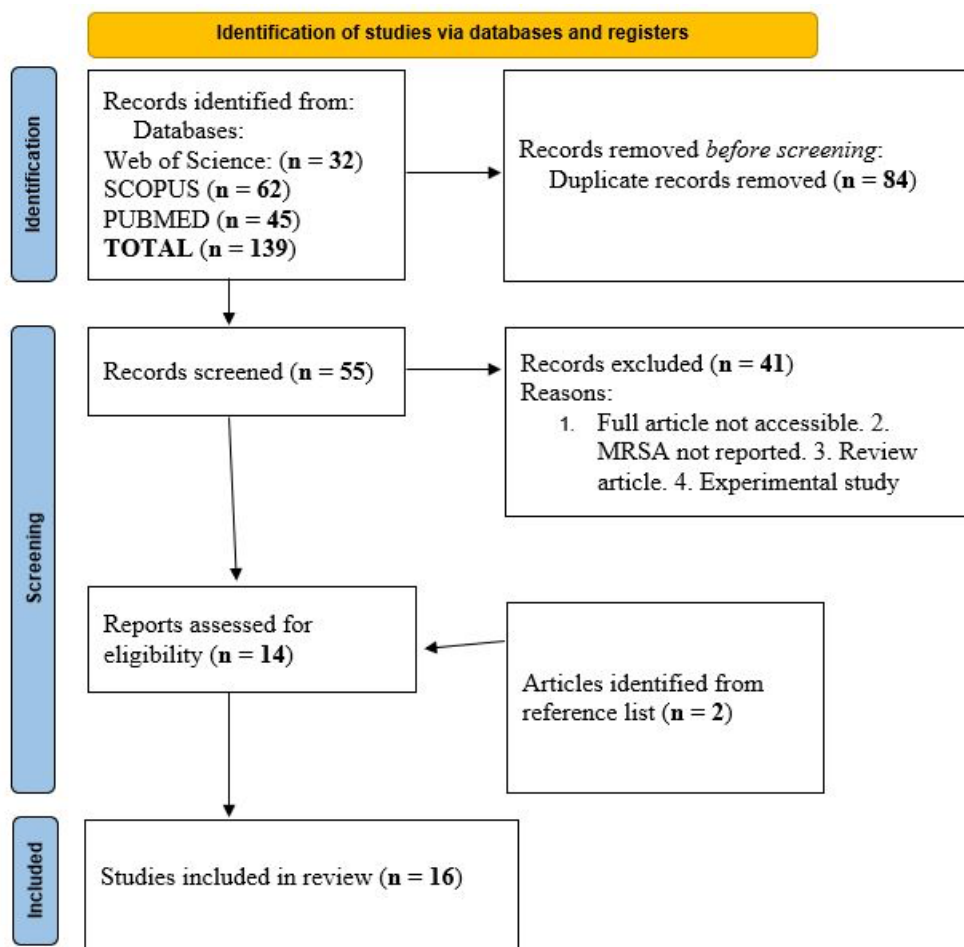 Identification of studies via databases and registers
Identification
Records identified from:
Databases:
Web of Science: (n = 32)
SCOPUS (n = 62)
PUBMED (n = 45)
TOTAL (n = 139)
Records removed before screening:
Duplicate records removed (n = 84)
Screening
Records screened (n = 55)
Records excluded (n = 41)
Reasons:
1. Full article not accessible. 2.
MRSA not reported. 3. Review
article. 4. Experimental study
Reports assessed for
eligibility (n = 14)
Articles identified from
reference list (n = 2)
Included
Studies included in review (n = 16)